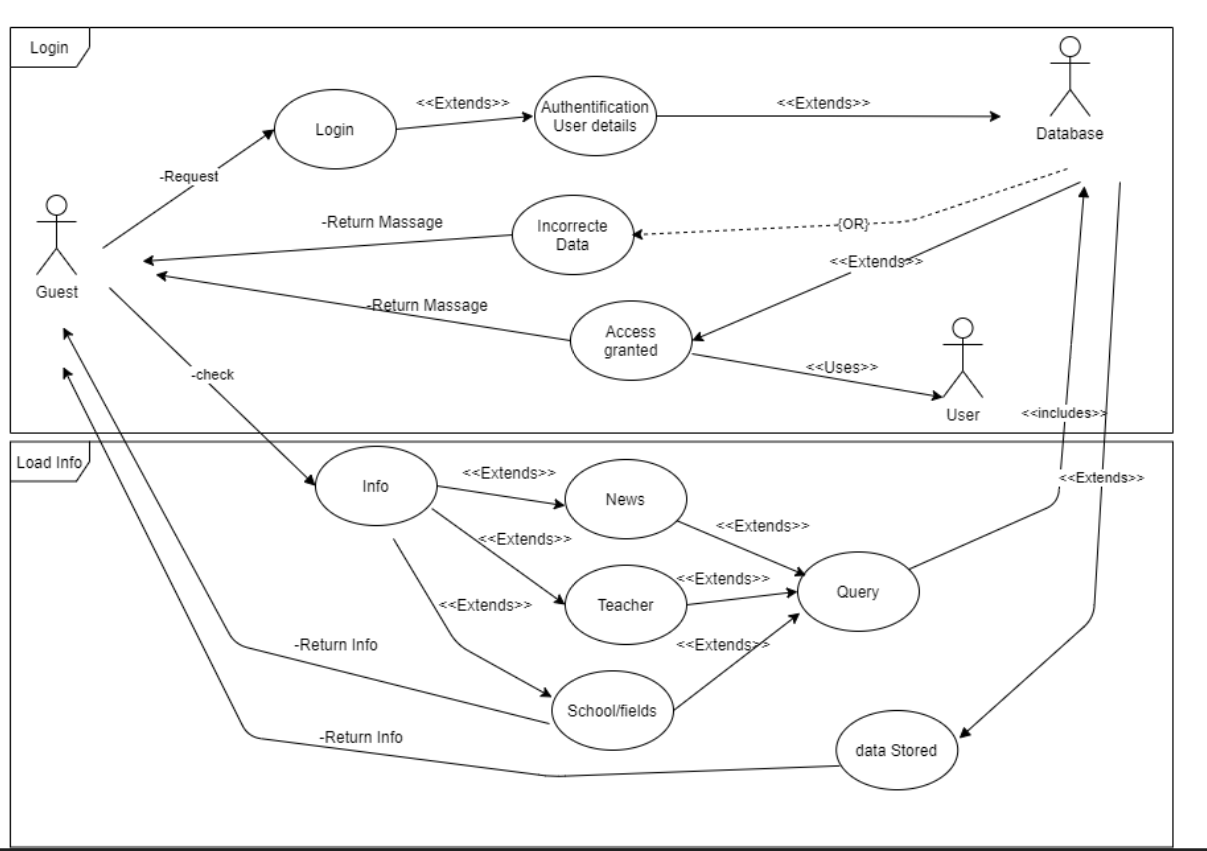 Login
Database
Login
<<Extends>>
Authentification
User details
<<Extends>>
-Request
Guest
-Return Massage
Incorrecte
Data
{OR}
<<Extends>>
-Return Massage
Access
granted
<<Uses>>
User
-check
<<includes>>
Load Info
Info
<<Extends>>
News
<<Extends>>
<<Extends>>
<<Extends>>
Teacher
<<Extends>>
Query
<<Extends>>
<<Extends>>
-Return Info
School/fields
<<Extends>>
-Return Info
data Stored